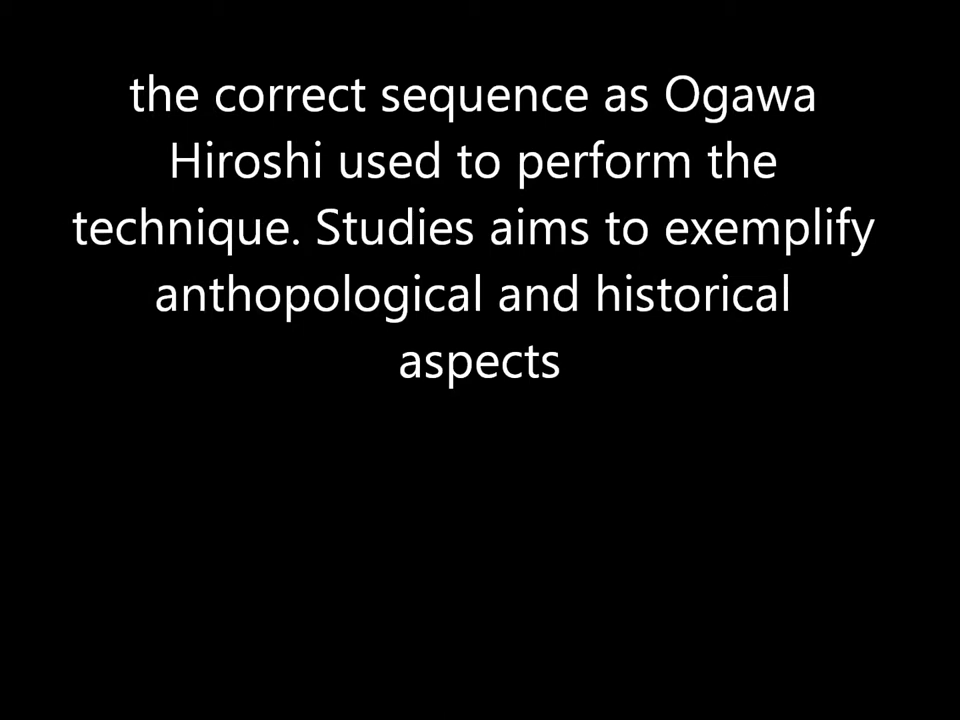 the correct sequence as Ogawa
Hiroshi used to perform the
technique. Studies aims to exemplify
anthopological and historical
aspects